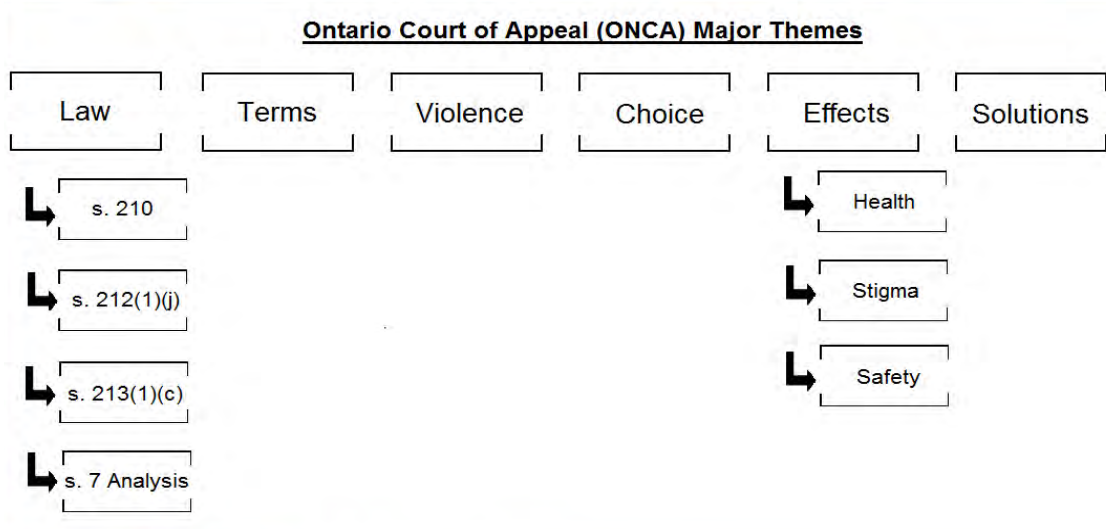 Ontario Court of Appeal (ONCA) Major Themes
Law
Terms
Violence
Choice
Effects
Solutions
s. 210
s. 212(1)(j)
s. 213(1)(c)
s. 7 Analysis
Health
Stigma
Safety